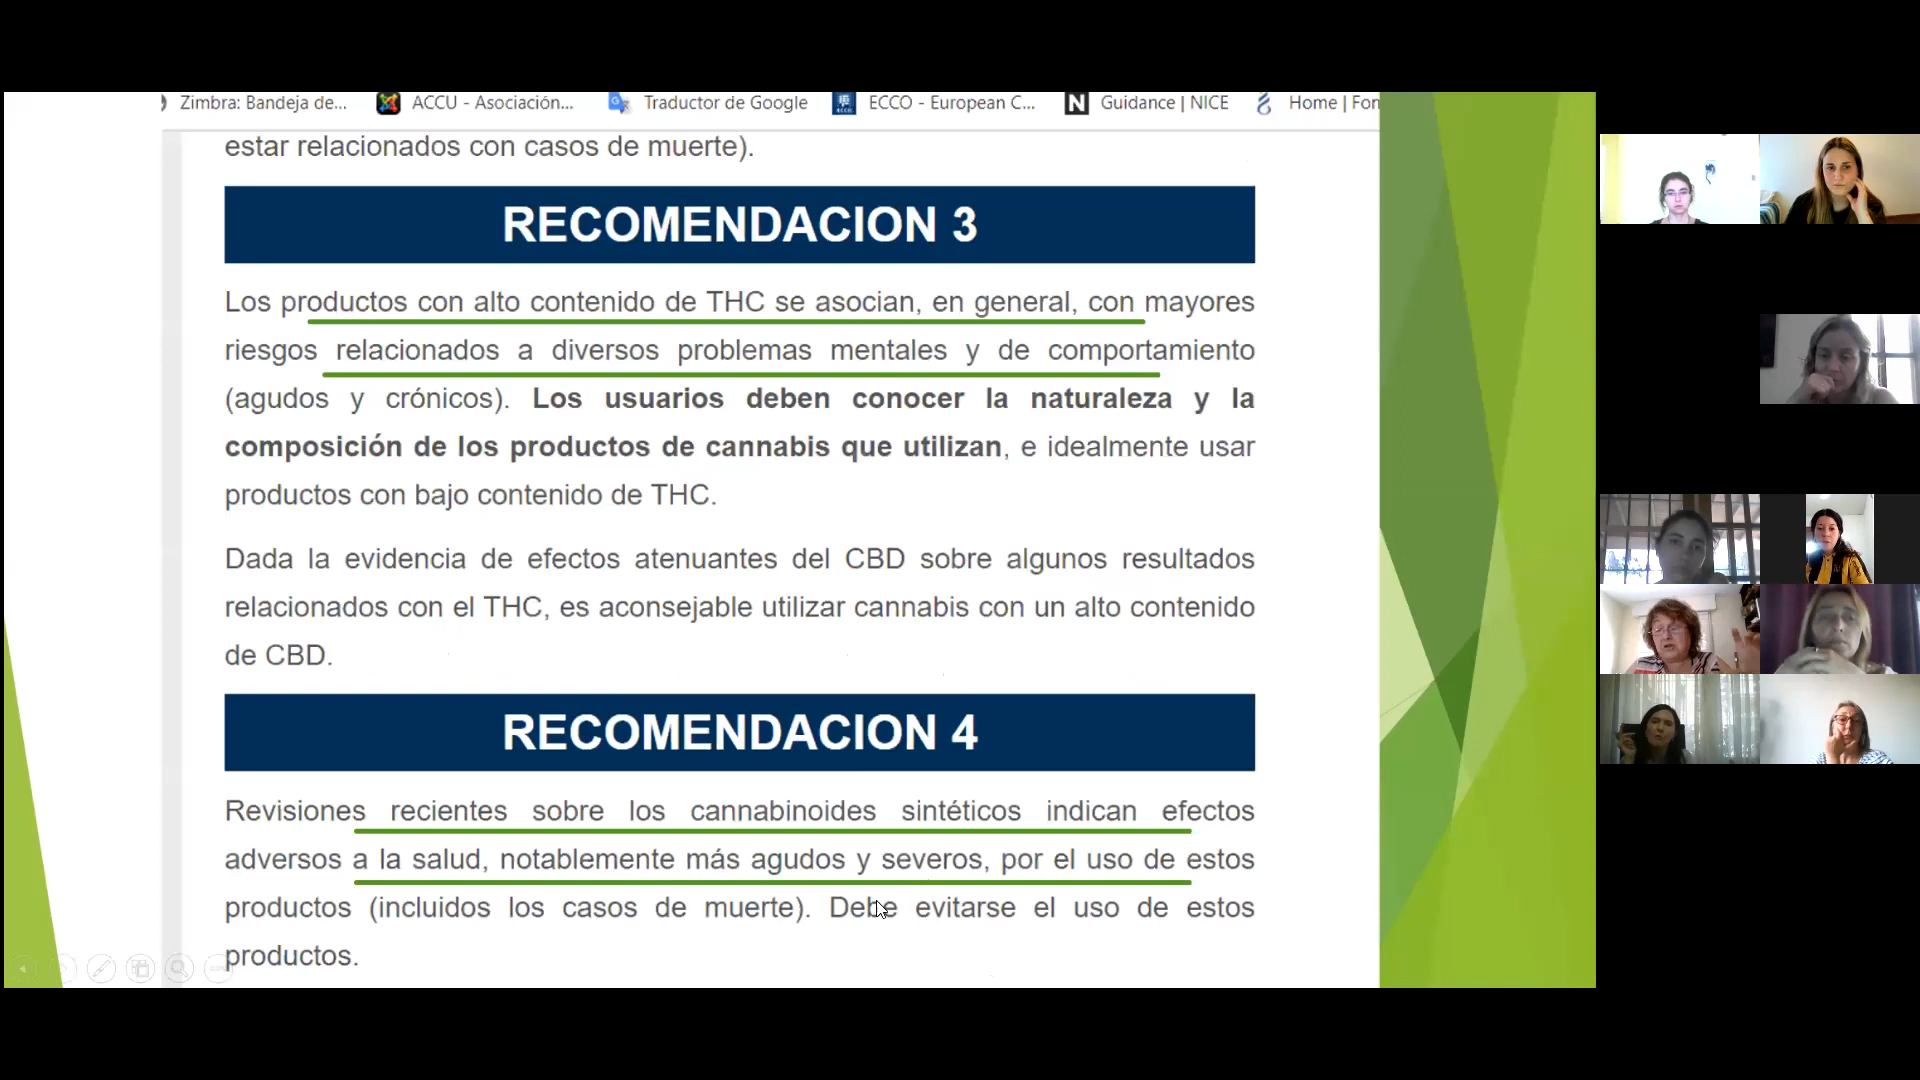 Zimbra: Bandeja de... ACCU - Asociación... Traductor de Google ECCO - European C... Guidance | NICE Home | Fon
estar relacionados con casos de muerte).
RECOMENDACION 3
Los productos con alto contenido de THC se asocian, en general, con mayores
riesgos relacionados a diversos problemas mentales y de comportamiento
(agudos y crónicos). Los usuarios deben conocer la naturaleza y la
composición de los productos de cannabis que utilizan, e idealmente usar
productos con bajo contenido de THC.
Dada la evidencia de efectos atenuantes del CBD sobre algunos resultados
relacionados con el THC, es aconsejable utilizar cannabis con un alto contenido
de CBD.
RECOMENDACION 4
Revisiones recientes sobre los cannabinoides sintéticos indican efectos
adversos a la salud, notablemente más agudos y severos, por el uso de estos
productos (incluidos los casos de muerte). Debe evitarse el uso de estos
productos.